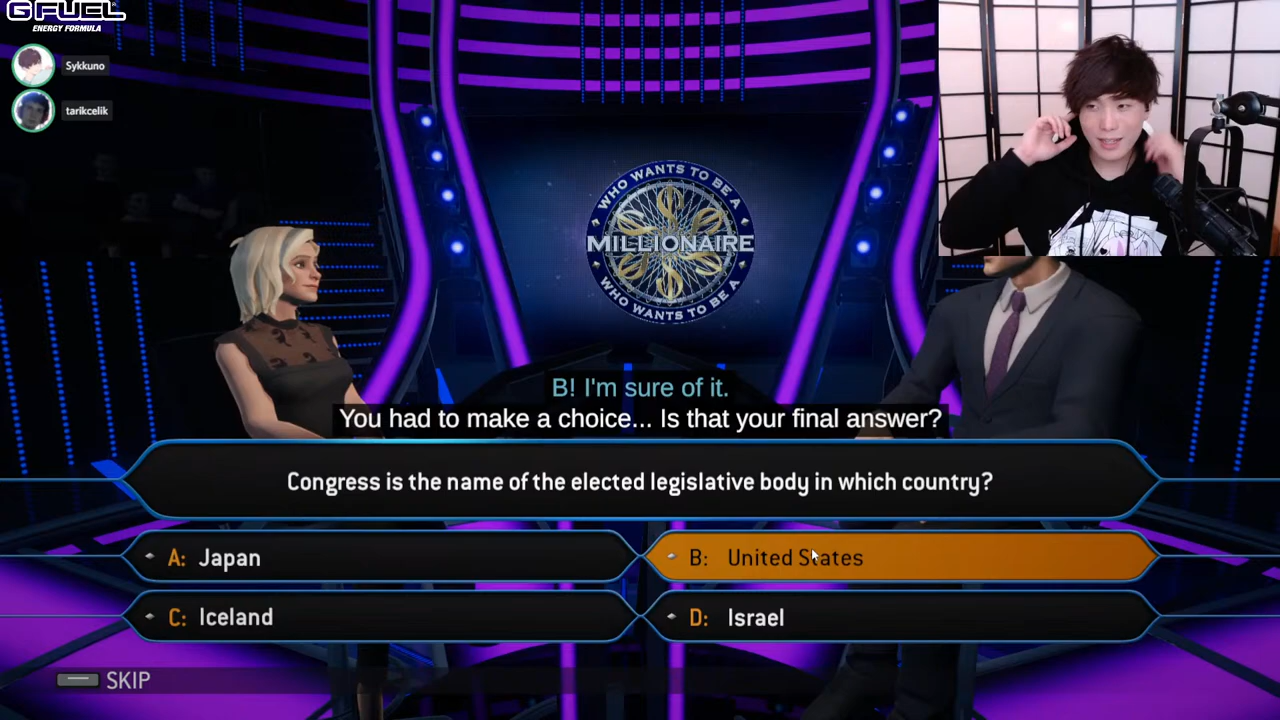 G FUEL
ENERGY FORMULA
Sykkuno
tarikcelik
WHO WANTS TO BE A
MILLIONAIRE
WHO WANTS TO BE A
B! I'm sure of it.
You had to make a choice... Is that your final answer?
Congress is the name of the elected legislative body in which country?
A: Japan
B: United States
C: Iceland
D: Israel
SKIP